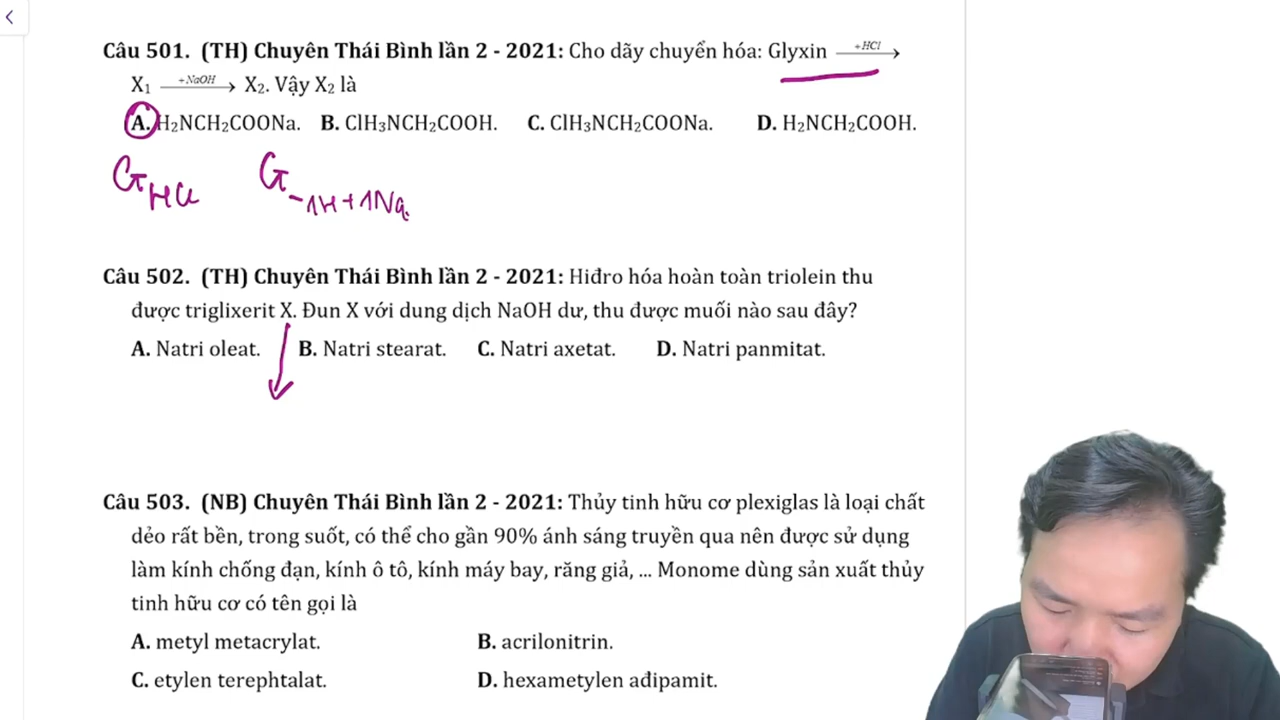 Câu 501. (TH) Chuyên Thái Bình lần 2 - 2021: Cho dãy chuyển hóa: Glyxin +HCl →
X₁ +NaOH → X₂. Vậy X₂ là
A. H₂NCH₂COONa. B. ClH₃NCH₂COOH. C. ClH₃NCH₂COONa. D. H₂NCH₂COOH.
G HCl G -1H+1Na
Câu 502. (TH) Chuyên Thái Bình lần 2 - 2021: Hiđro hóa hoàn toàn triolein thu
được triglixerit X. Đun X với dung dịch NaOH dư, thu được muối nào sau đây?
A. Natri oleat. B. Natri stearat. C. Natri axetat. D. Natri panmitat.
Câu 503. (NB) Chuyên Thái Bình lần 2 - 2021: Thủy tinh hữu cơ plexiglas là loại chất
dẻo rất bền, trong suốt, có thể cho gần 90% ánh sáng truyền qua nên được sử dụng
làm kính chống đạn, kính ô tô, kính máy bay, răng giả, ... Monome dùng sản xuất thủy
tinh hữu cơ có tên gọi là
A. metyl metacrylat. B. acrilonitrin.
C. etylen terephtalat. D. hexametylen ađipamit.